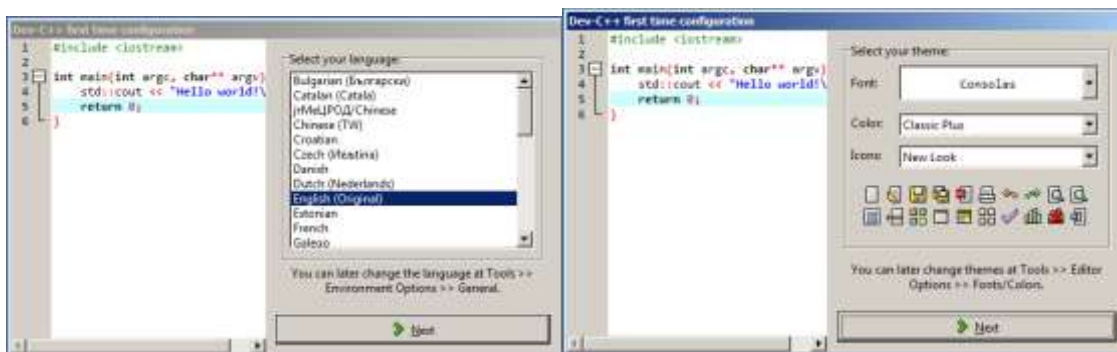 Dev-C++ first time configuration
1 #include <iostream>
2
3 int main(int argc, char** argv)
4 std::cout << "Hello world!\
5 return 0;
6 }
Select your language:
Bulgarian (Български)
Catalan (Catala)
Chinese
Chinese (TW)
Croatian
Czech
Danish
Dutch (Nederlands)
English (Original)
Estonian
French
Galego
You can later change the language at Tools >>
Environment Options >> General.
Next
Dev-C++ first time configuration
1 #include <iostream>
2
3 int main(int argc, char** argv)
4 std::cout << "Hello world!\
5 return 0;
6 }
Select your theme:
Font: Consolas
Color: Classic Plus
Icons: New Look
You can later change themes at Tools >> Editor
Options >> Fonts/Colors.
Next